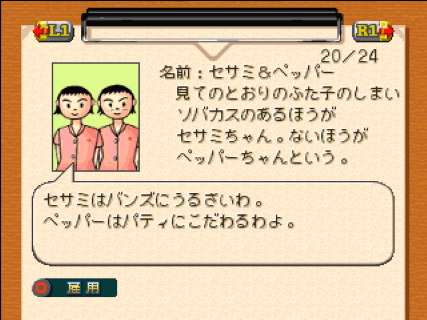 L1
R1
20/24
名前：セサミ&ペッパー
見てのとおりのふた子のしまい
ソバカスのあるほうが
セサミちゃん。ないほうが
ペッパーちゃんという。
セサミはバンズにうるさいわ。
ペッパーはパティにこだわるわよ。
雇用